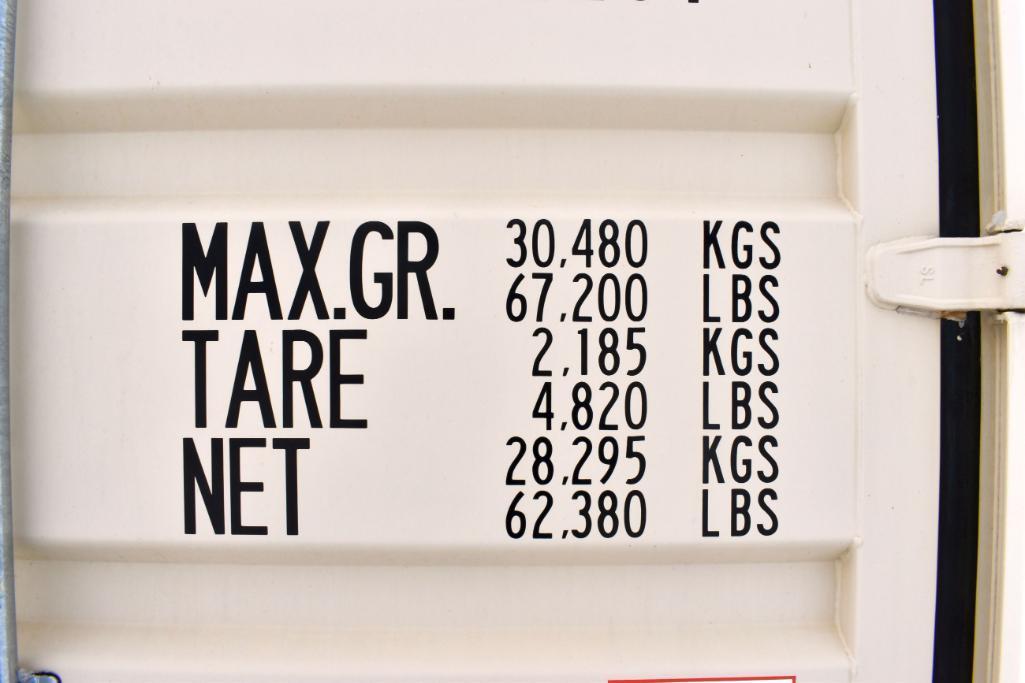 MAX.GR. 30,480 KGS
67,200 LBS
TARE 2,185 KGS
4,820 LBS
NET 28,295 KGS
62,380 LBS